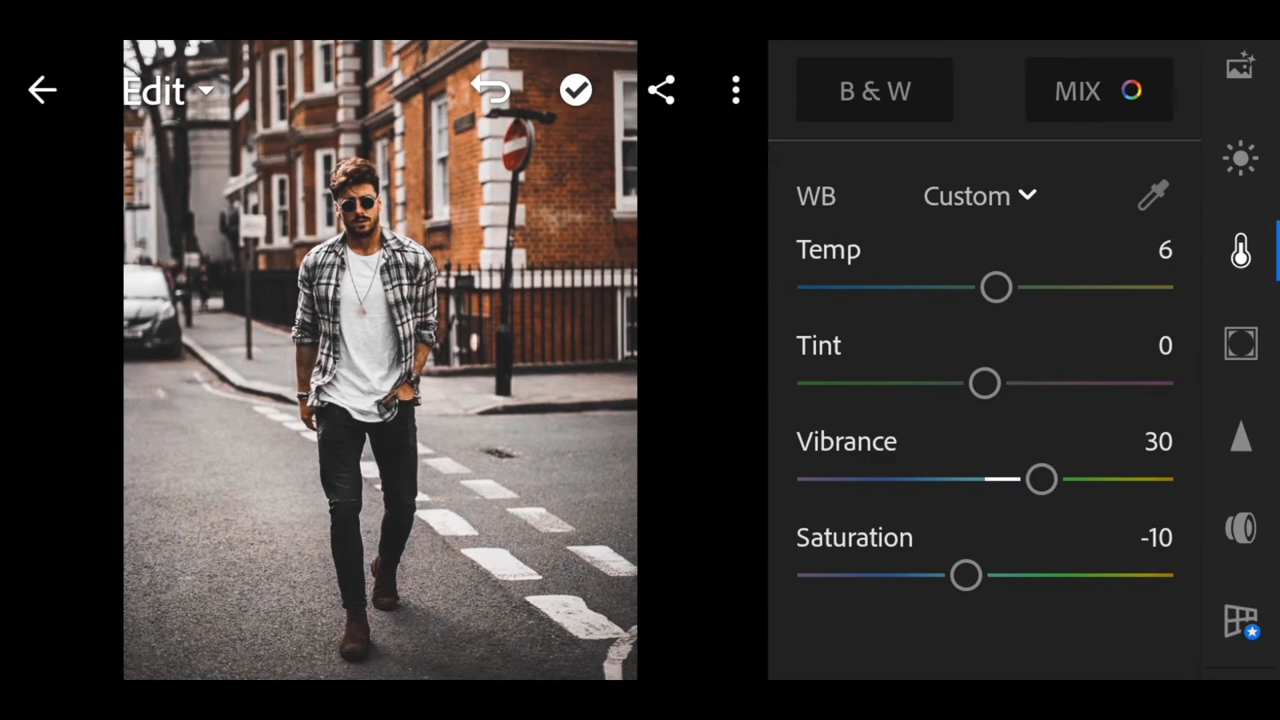 Edit
B & W
MIX
WB
Custom
Temp
6
Tint
0
Vibrance
30
Saturation
-10